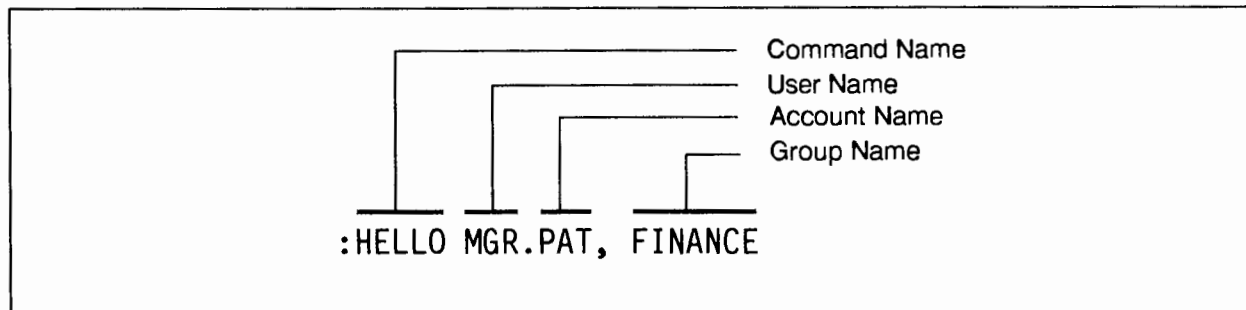 Command Name
User Name
Account Name
Group Name
:HELLO MGR.PAT, FINANCE